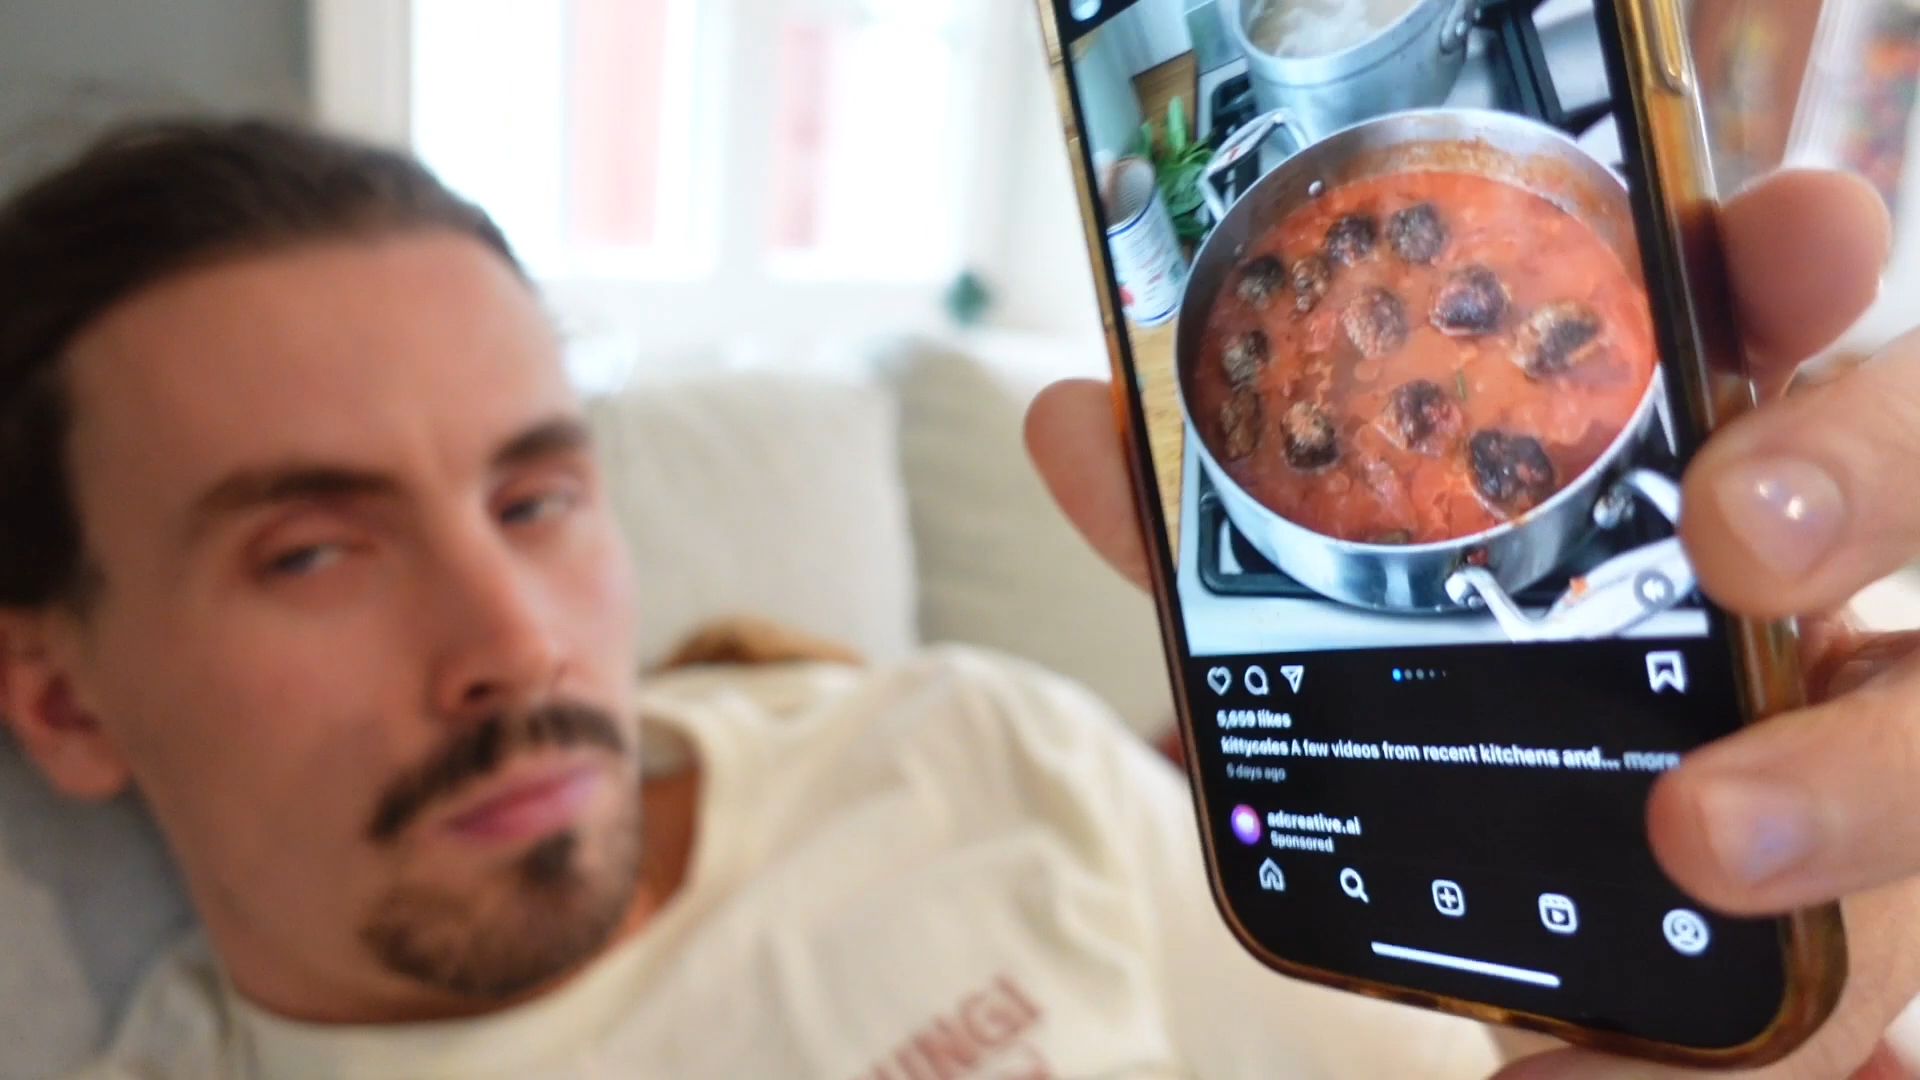 5,659 likes
kittycoles A few videos from recent kitchens and... more
5 days ago
adcreative.ai
Sponsored